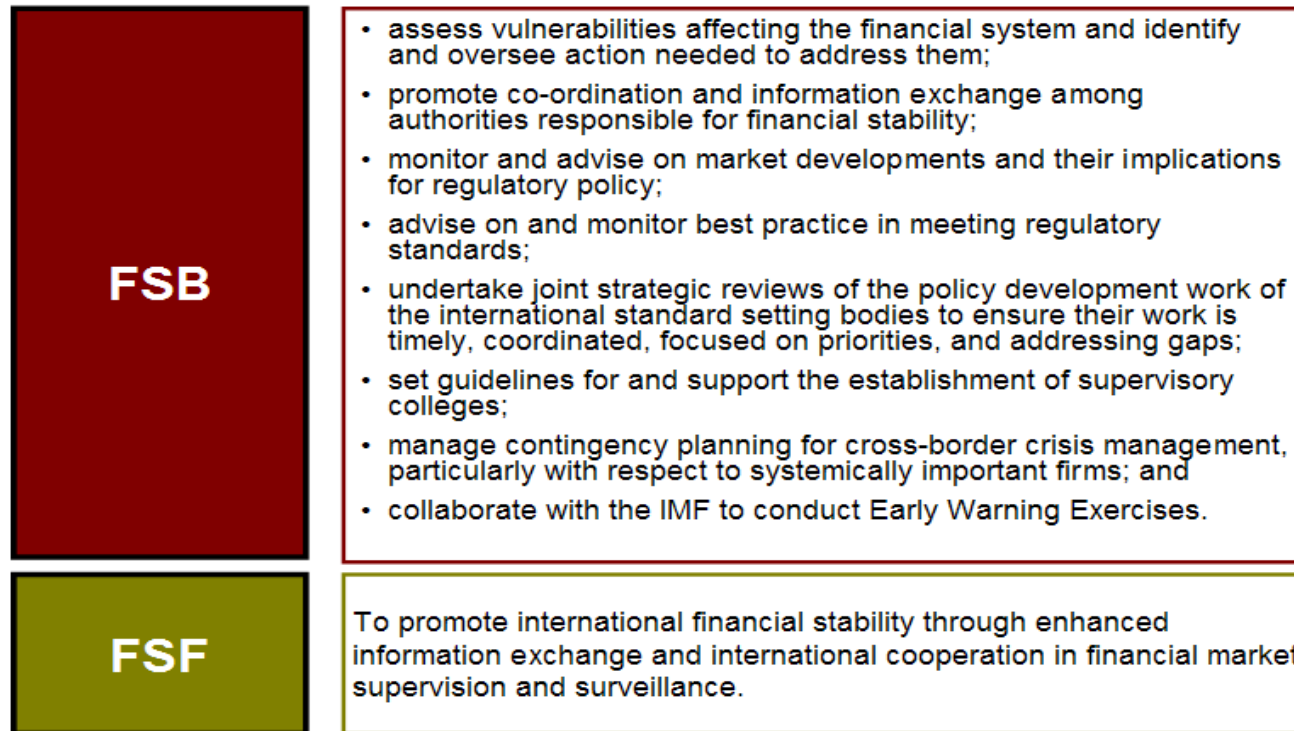 FSB
• assess vulnerabilities affecting the financial system and identify
and oversee action needed to address them;
• promote co-ordination and information exchange among
authorities responsible for financial stability;
• monitor and advise on market developments and their implications
for regulatory policy;
• advise on and monitor best practice in meeting regulatory
standards;
• undertake joint strategic reviews of the policy development work of
the international standard setting bodies to ensure their work is
timely, coordinated, focused on priorities, and addressing gaps;
• set guidelines for and support the establishment of supervisory
colleges;
• manage contingency planning for cross-border crisis management,
particularly with respect to systemically important firms; and
• collaborate with the IMF to conduct Early Warning Exercises.
FSF
To promote international financial stability through enhanced
information exchange and international cooperation in financial market
supervision and surveillance.